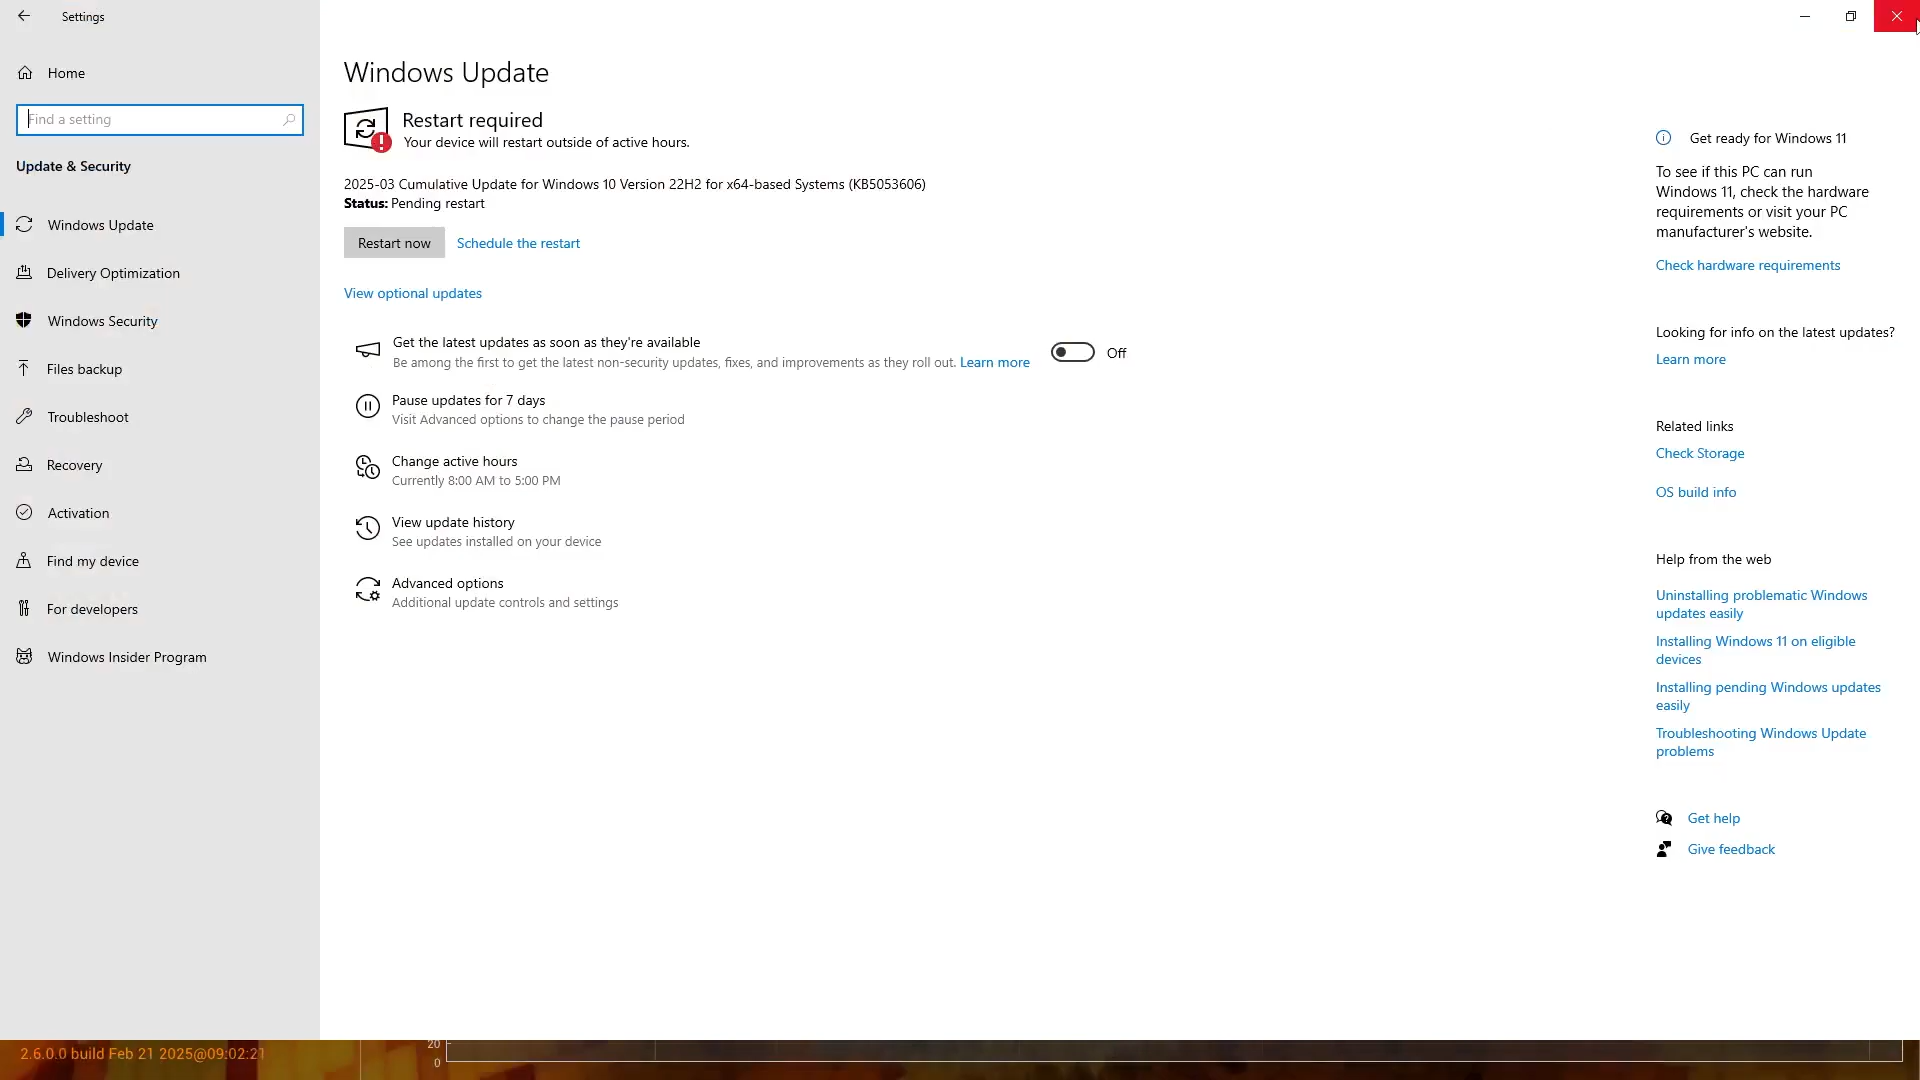 Settings
Home
Find a setting
Update & Security
Windows Update
Delivery Optimization
Windows Security
Files backup
Troubleshoot
Recovery
Activation
Find my device
For developers
Windows Insider Program
Windows Update
Restart required
Your device will restart outside of active hours.
2025-03 Cumulative Update for Windows 10 Version 22H2 for x64-based Systems (KB5053606)
Status: Pending restart
Restart now Schedule the restart
View optional updates
Get the latest updates as soon as they're available
Be among the first to get the latest non-security updates, fixes, and improvements as they roll out. Learn more
Off
Pause updates for 7 days
Visit Advanced options to change the pause period
Change active hours
Currently 8:00 AM to 5:00 PM
View update history
See updates installed on your device
Advanced options
Additional update controls and settings
Get ready for Windows 11
To see if this PC can run
Windows 11, check the hardware
requirements or visit your PC
manufacturer's website.
Check hardware requirements
Looking for info on the latest updates?
Learn more
Related links
Check Storage
OS build info
Help from the web
Uninstalling problematic Windows
updates easily
Installing Windows 11 on eligible
devices
Installing pending Windows updates
easily
Troubleshooting Windows Update
problems
Get help
Give feedback
2.6.0.0 build Feb 21 2025@09:02:21
20
0